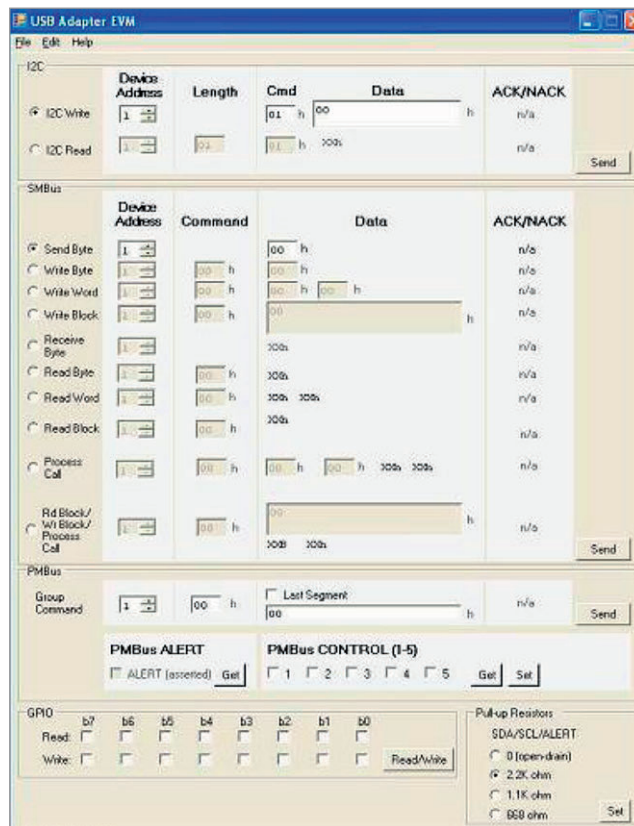 USB Adapter EVM
File Edit Help
I2C
Device Address Length Cmd Data ACK/NACK
I2C Write 1 01 h 00 h n/a
I2C Read 1 01 01 h XXh n/a
Send
SMBus
Device Address Command Data ACK/NACK
Send Byte 1 00 h n/a
Write Byte 1 00 h 00 h n/a
Write Word 1 00 h 00 h 00 h n/a
Write Block 1 00 h 00 h n/a
Receive Byte 1 XXh n/a
Read Byte 1 00 h XXh n/a
Read Word 1 00 h XXh XXh n/a
Read Block 1 00 h XXh n/a
Process Call 1 00 h 00 h 00 h XXh XXh n/a
Rd Block/ Wr Block/ Process Call 1 00 h 00 h n/a
XXh
Send
PMBus
Group Command 1 00 h Last Segment 00 h n/a
Send
PMBus ALERT PMBus CONTROL (1-5)
ALERT (asserted) Get 1 2 3 4 5 Get Set
GPIO
b7 b6 b5 b4 b3 b2 b1 b0
Read:
Write: Read/Write
Pull-up Resistors
SDA/SCL/ALERT
0 (open-drain)
2.2K ohm
1.1K ohm
668 ohm
Set